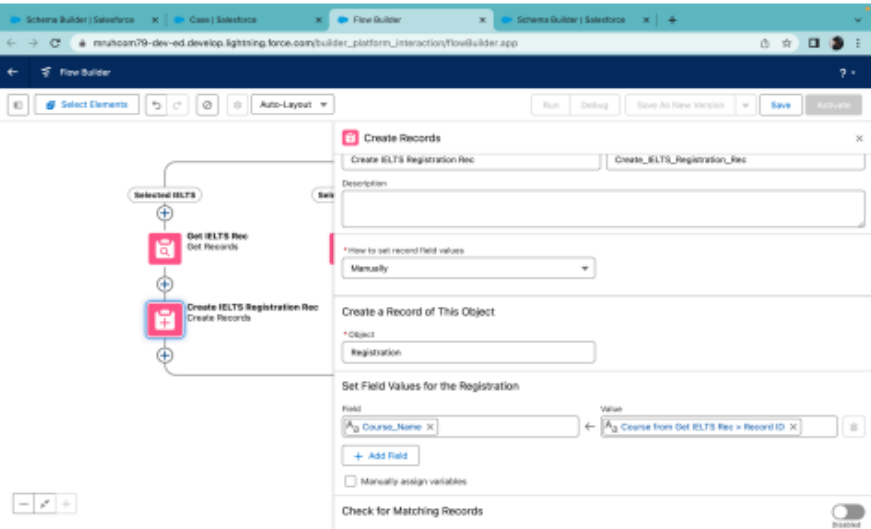 Schema Builder | Salesforce
Case | Salesforce
Flow Builder
Schema Builder | Salesforce
mruhcom79-dev-ed.develop.lightning.force.com/builder_platform_interaction/flowBuilder.app
Flow Builder
?
Select Elements
Auto-Layout
Run
Debug
Save As New Version
Save
Activate
Create Records
Create IELTS Registration Rec
Create_IELTS_Registration_Rec
Description
Selected IELTS
Sele
Get IELTS Rec
Get Records
*How to set record field values
Manually
Create IELTS Registration Rec
Create Records
Create a Record of This Object
*Object
Registration
Set Field Values for the Registration
Field
Value
Aa Course_Name ×
← Aa Course from Get IELTS Rec > Record ID ×
+ Add Field
Manually assign variables
Check for Matching Records
Disabled